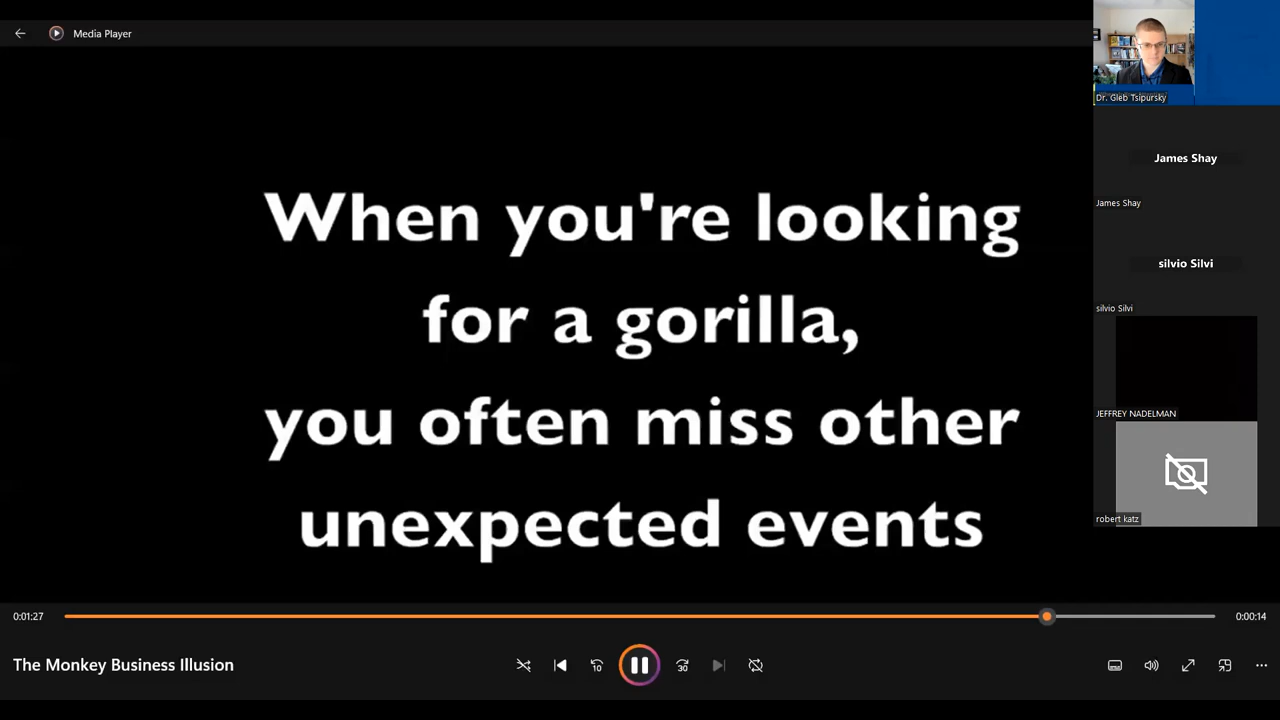 Media Player
When you're looking
for a gorilla,
you often miss other
unexpected events
Dr. Gleb Tsipursky
James Shay
James Shay
silvio Silvi
silvio Silvi
JEFFREY NADELMAN
robert katz
0:01:27
0:00:14
The Monkey Business Illusion
10
30